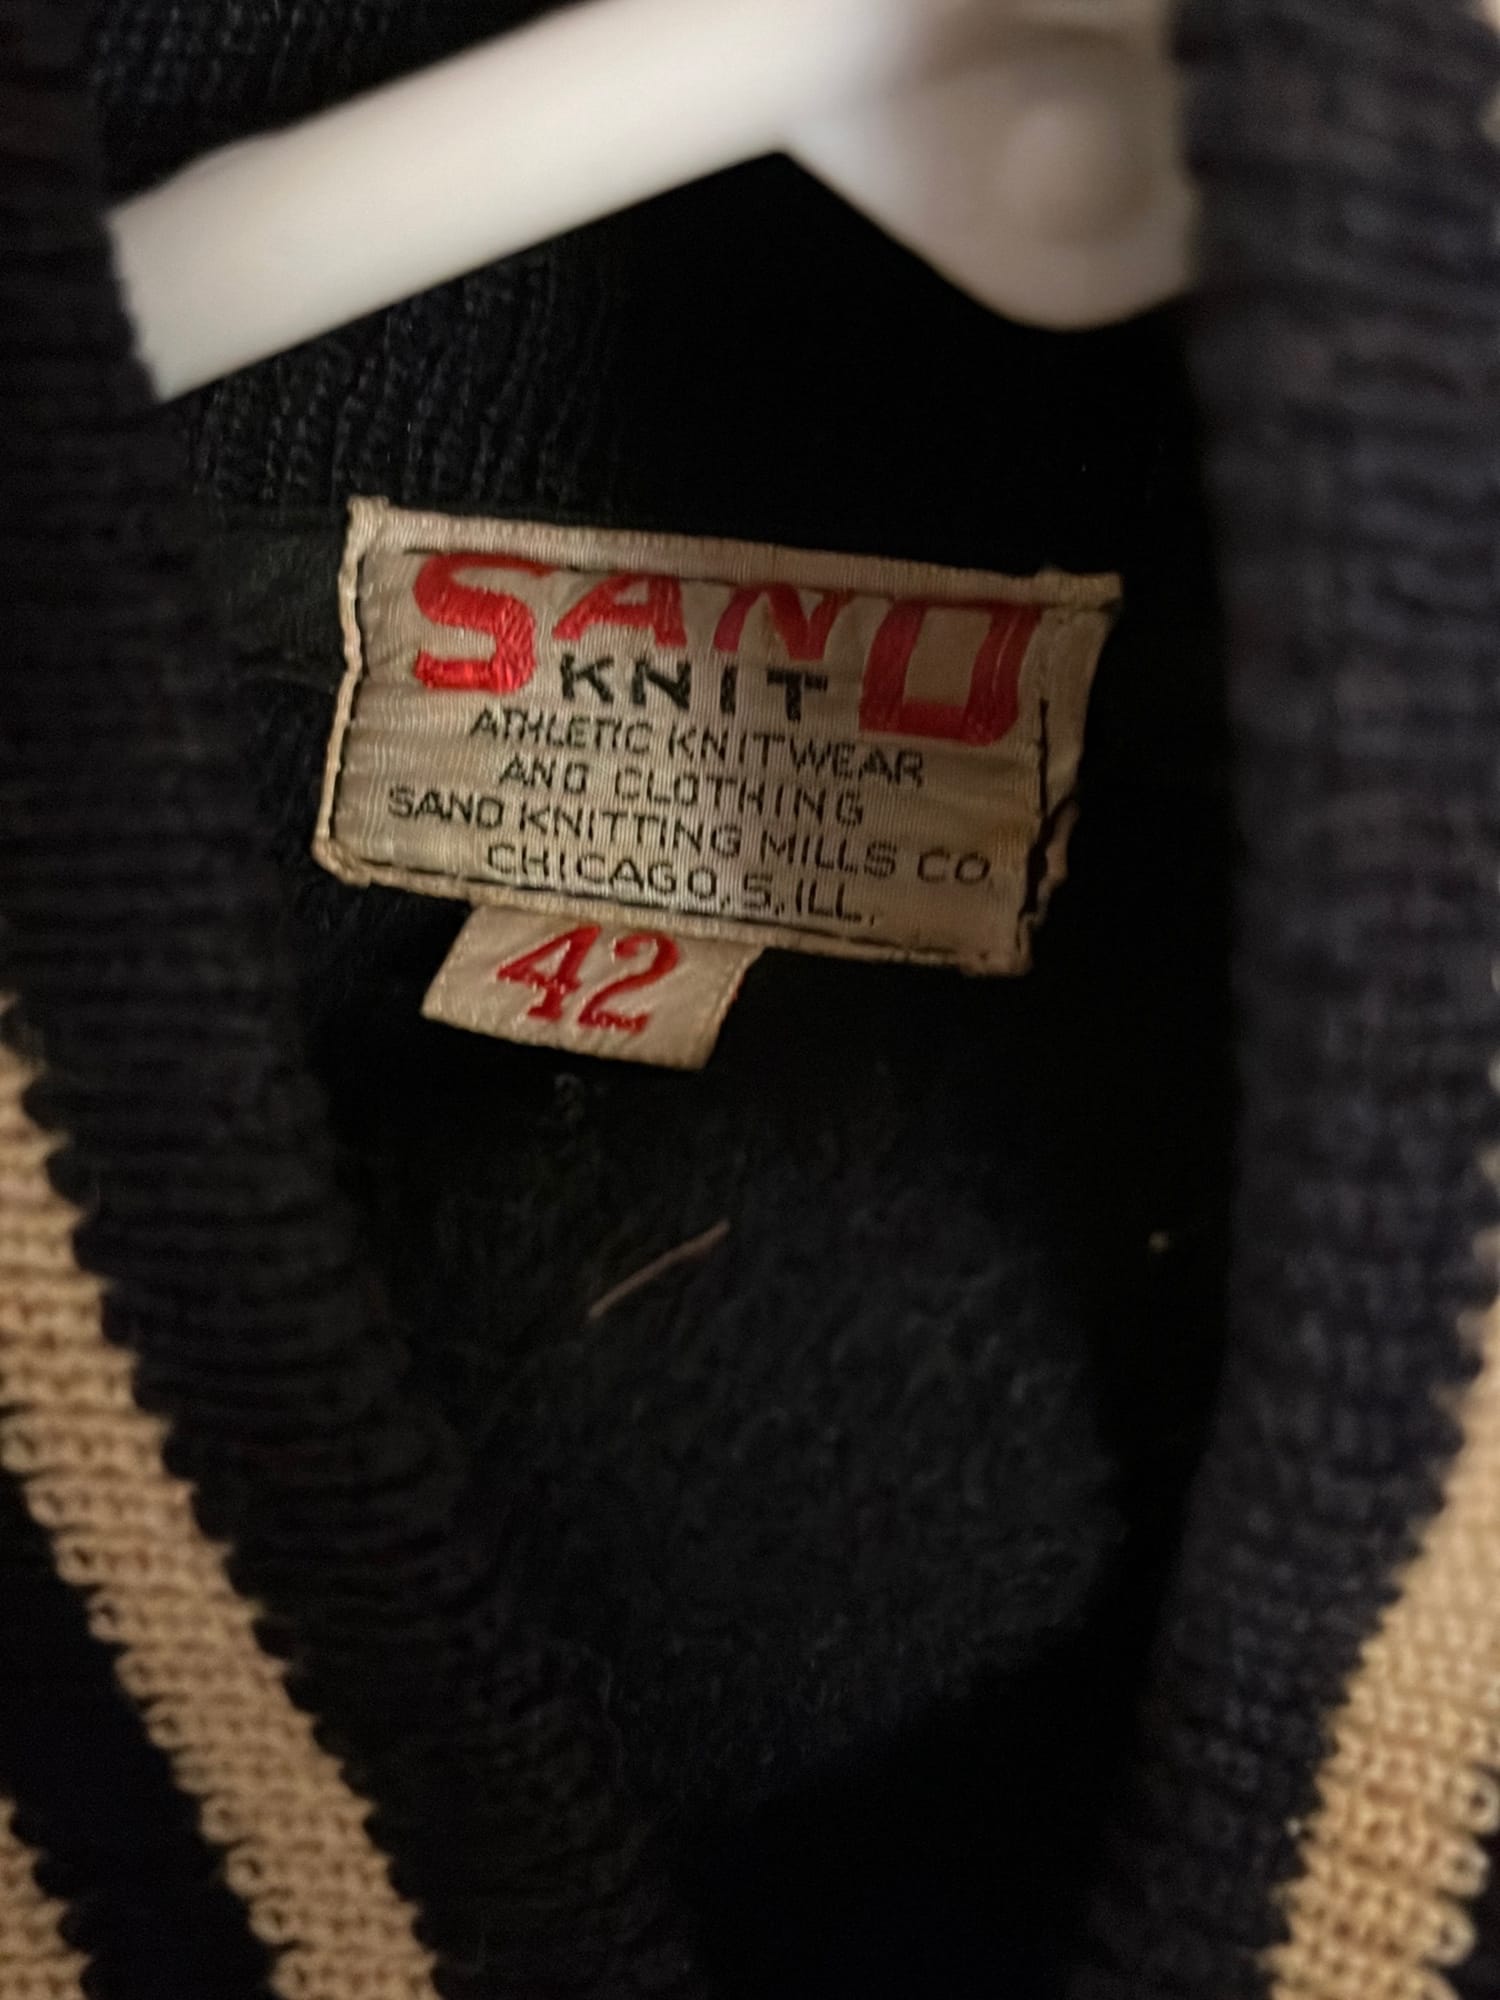 SAND
KNIT
ATHLETIC KNITWEAR
AND CLOTHING
SAND KNITTING MILLS CO.
CHICAGO, 5, ILL.
42